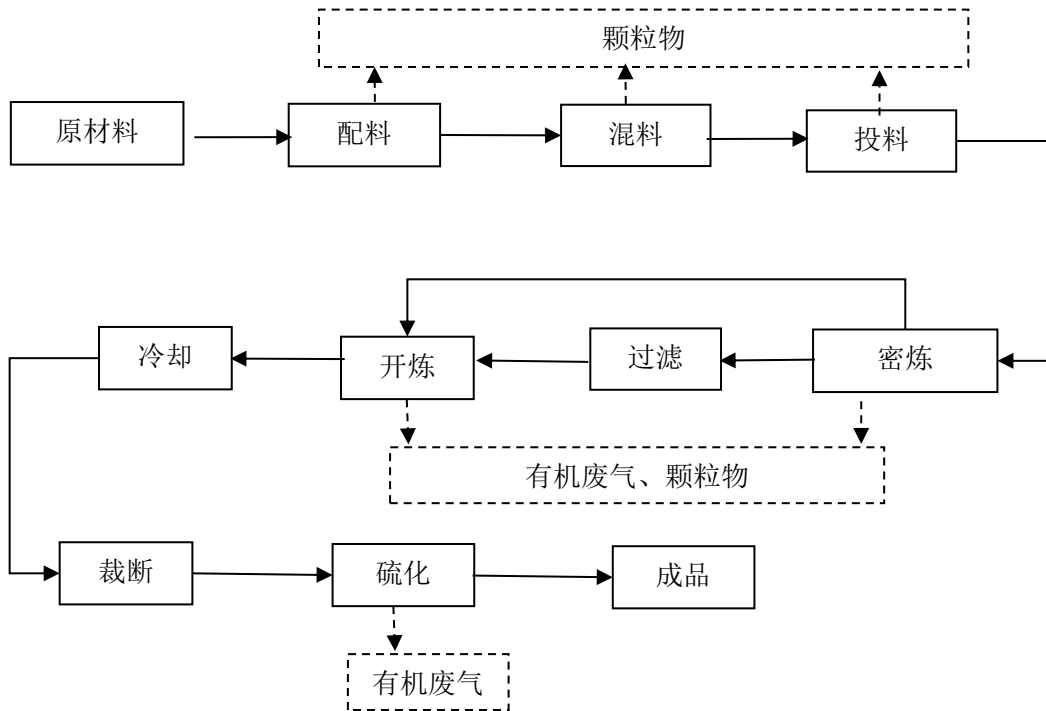 颗粒物
原材料
配料
混料
投料
冷却
开炼
过滤
密炼
有机废气、颗粒物
裁断
硫化
成品
有机废气